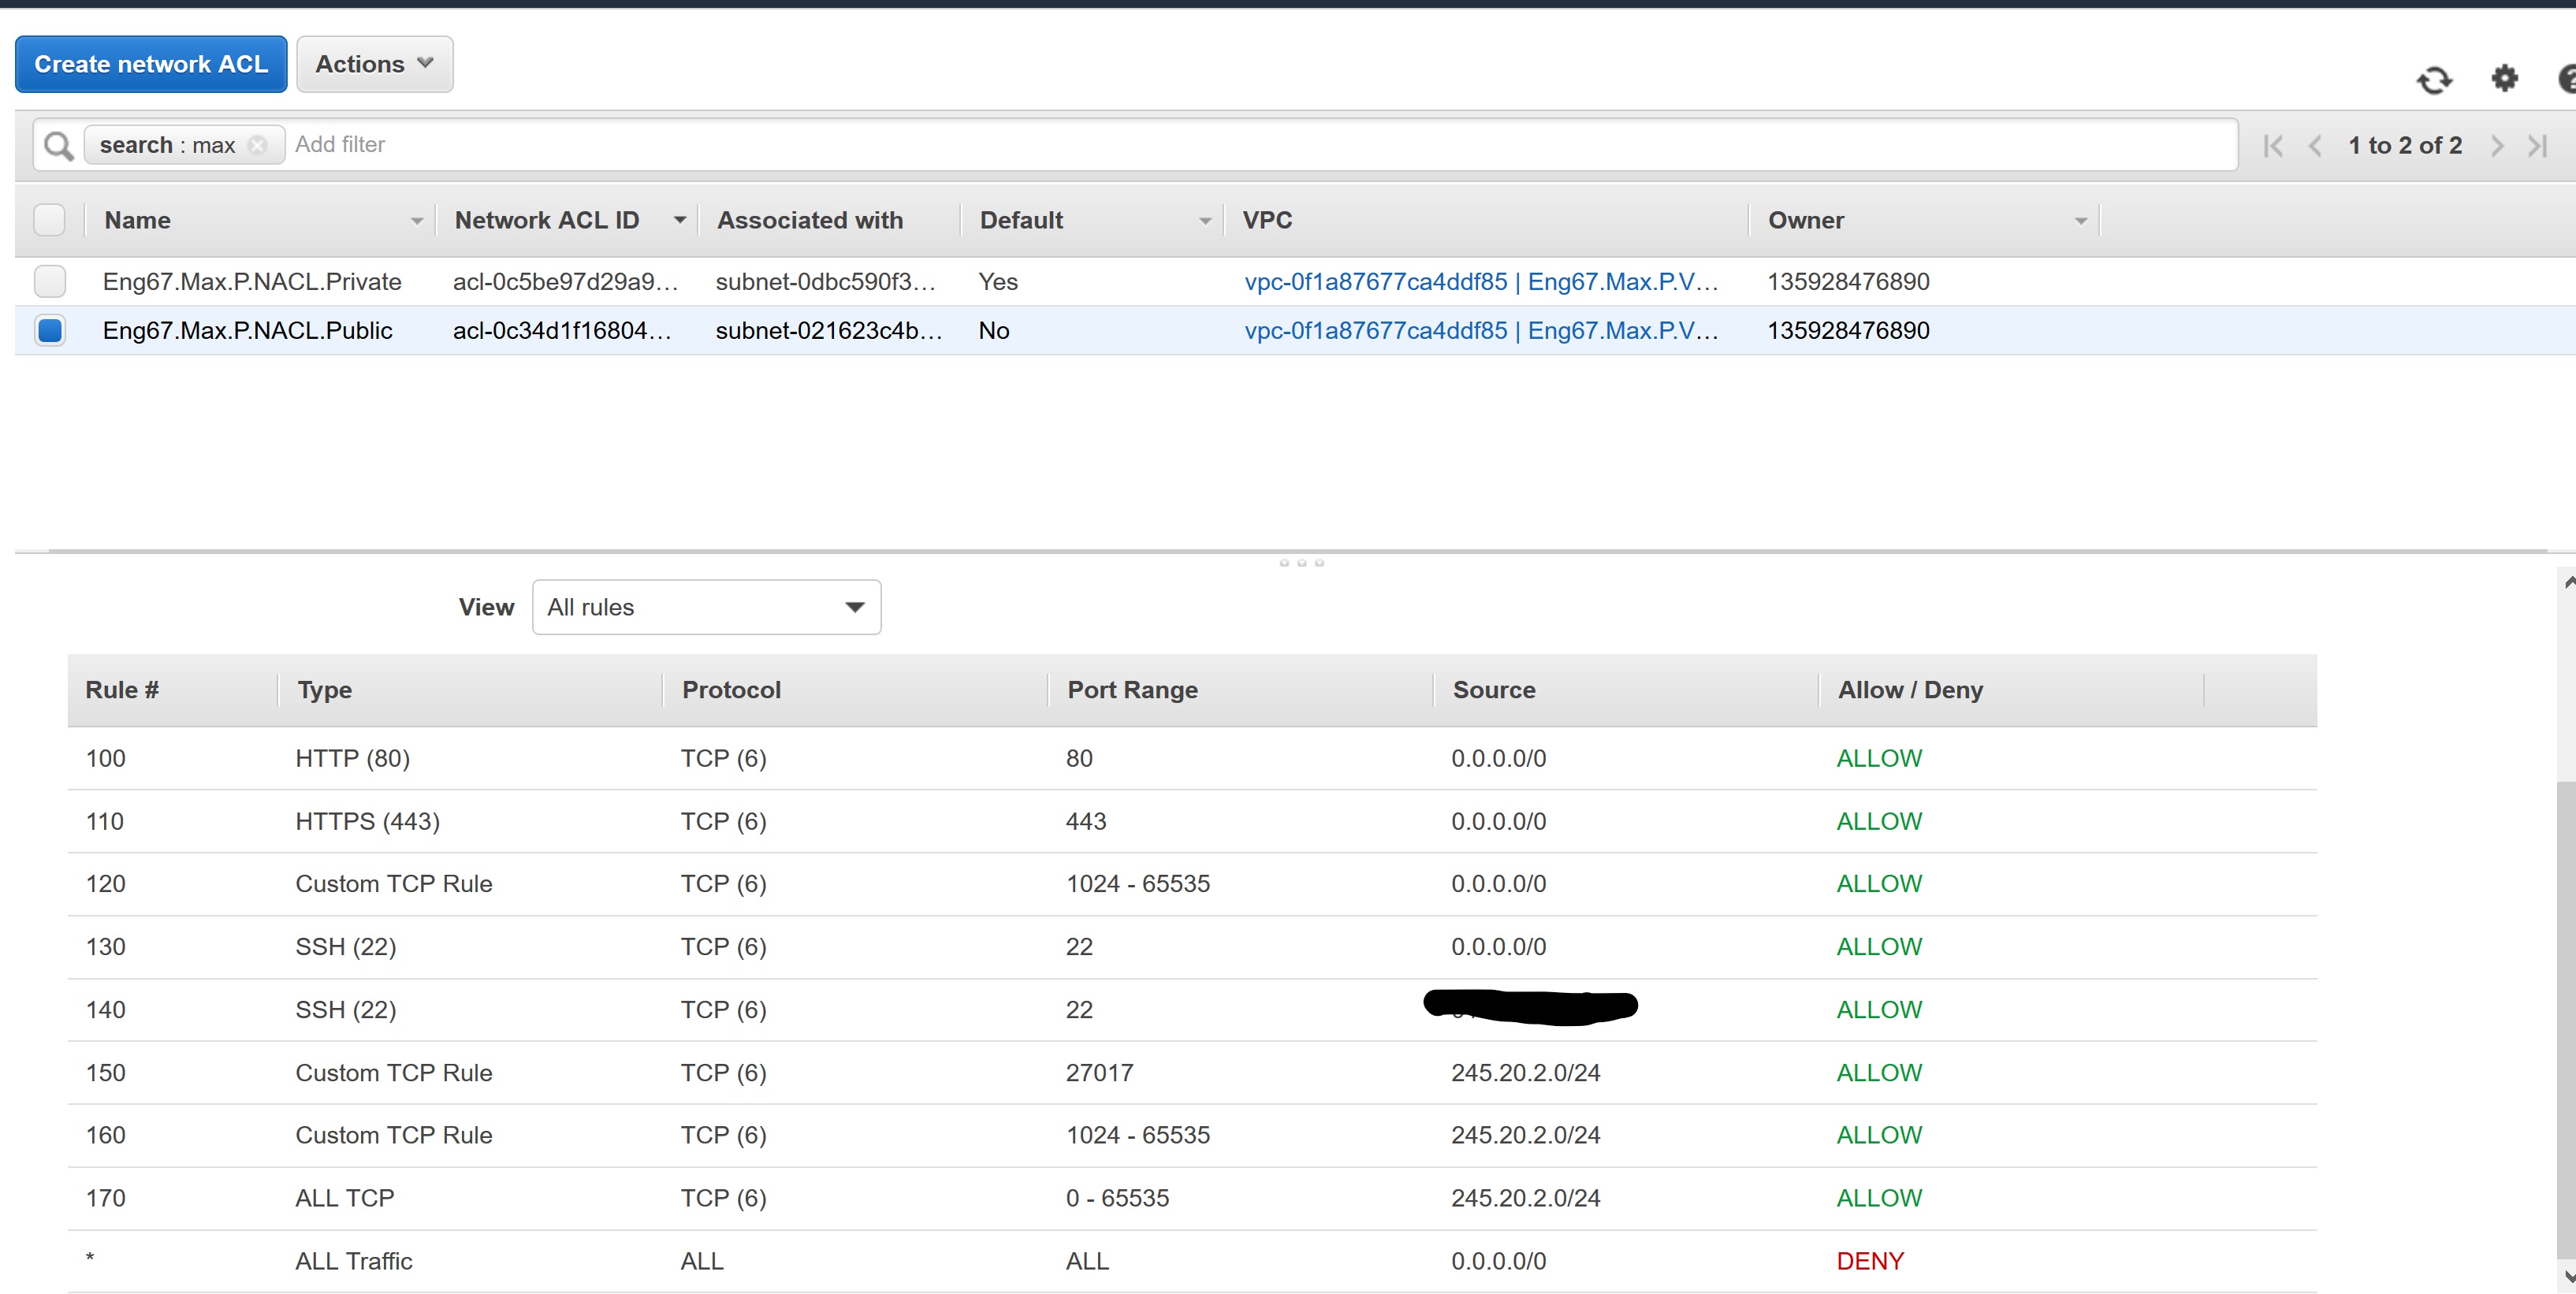 Create network ACL Actions
search : max Add filter 1 to 2 of 2
Name Network ACL ID Associated with Default VPC Owner
Eng67.Max.P.NACL.Private acl-0c5be97d29a9... subnet-0dbc590f3... Yes vpc-0f1a87677ca4ddf85 | Eng67.Max.P.V... 135928476890
Eng67.Max.P.NACL.Public acl-0c34d1f16804... subnet-021623c4b... No vpc-0f1a87677ca4ddf85 | Eng67.Max.P.V... 135928476890
View All rules
Rule # Type Protocol Port Range Source Allow / Deny
100 HTTP (80) TCP (6) 80 0.0.0.0/0 ALLOW
110 HTTPS (443) TCP (6) 443 0.0.0.0/0 ALLOW
120 Custom TCP Rule TCP (6) 1024 - 65535 0.0.0.0/0 ALLOW
130 SSH (22) TCP (6) 22 0.0.0.0/0 ALLOW
140 SSH (22) TCP (6) 22 ALLOW
150 Custom TCP Rule TCP (6) 27017 245.20.2.0/24 ALLOW
160 Custom TCP Rule TCP (6) 1024 - 65535 245.20.2.0/24 ALLOW
170 ALL TCP TCP (6) 0 - 65535 245.20.2.0/24 ALLOW
* ALL Traffic ALL ALL 0.0.0.0/0 DENY